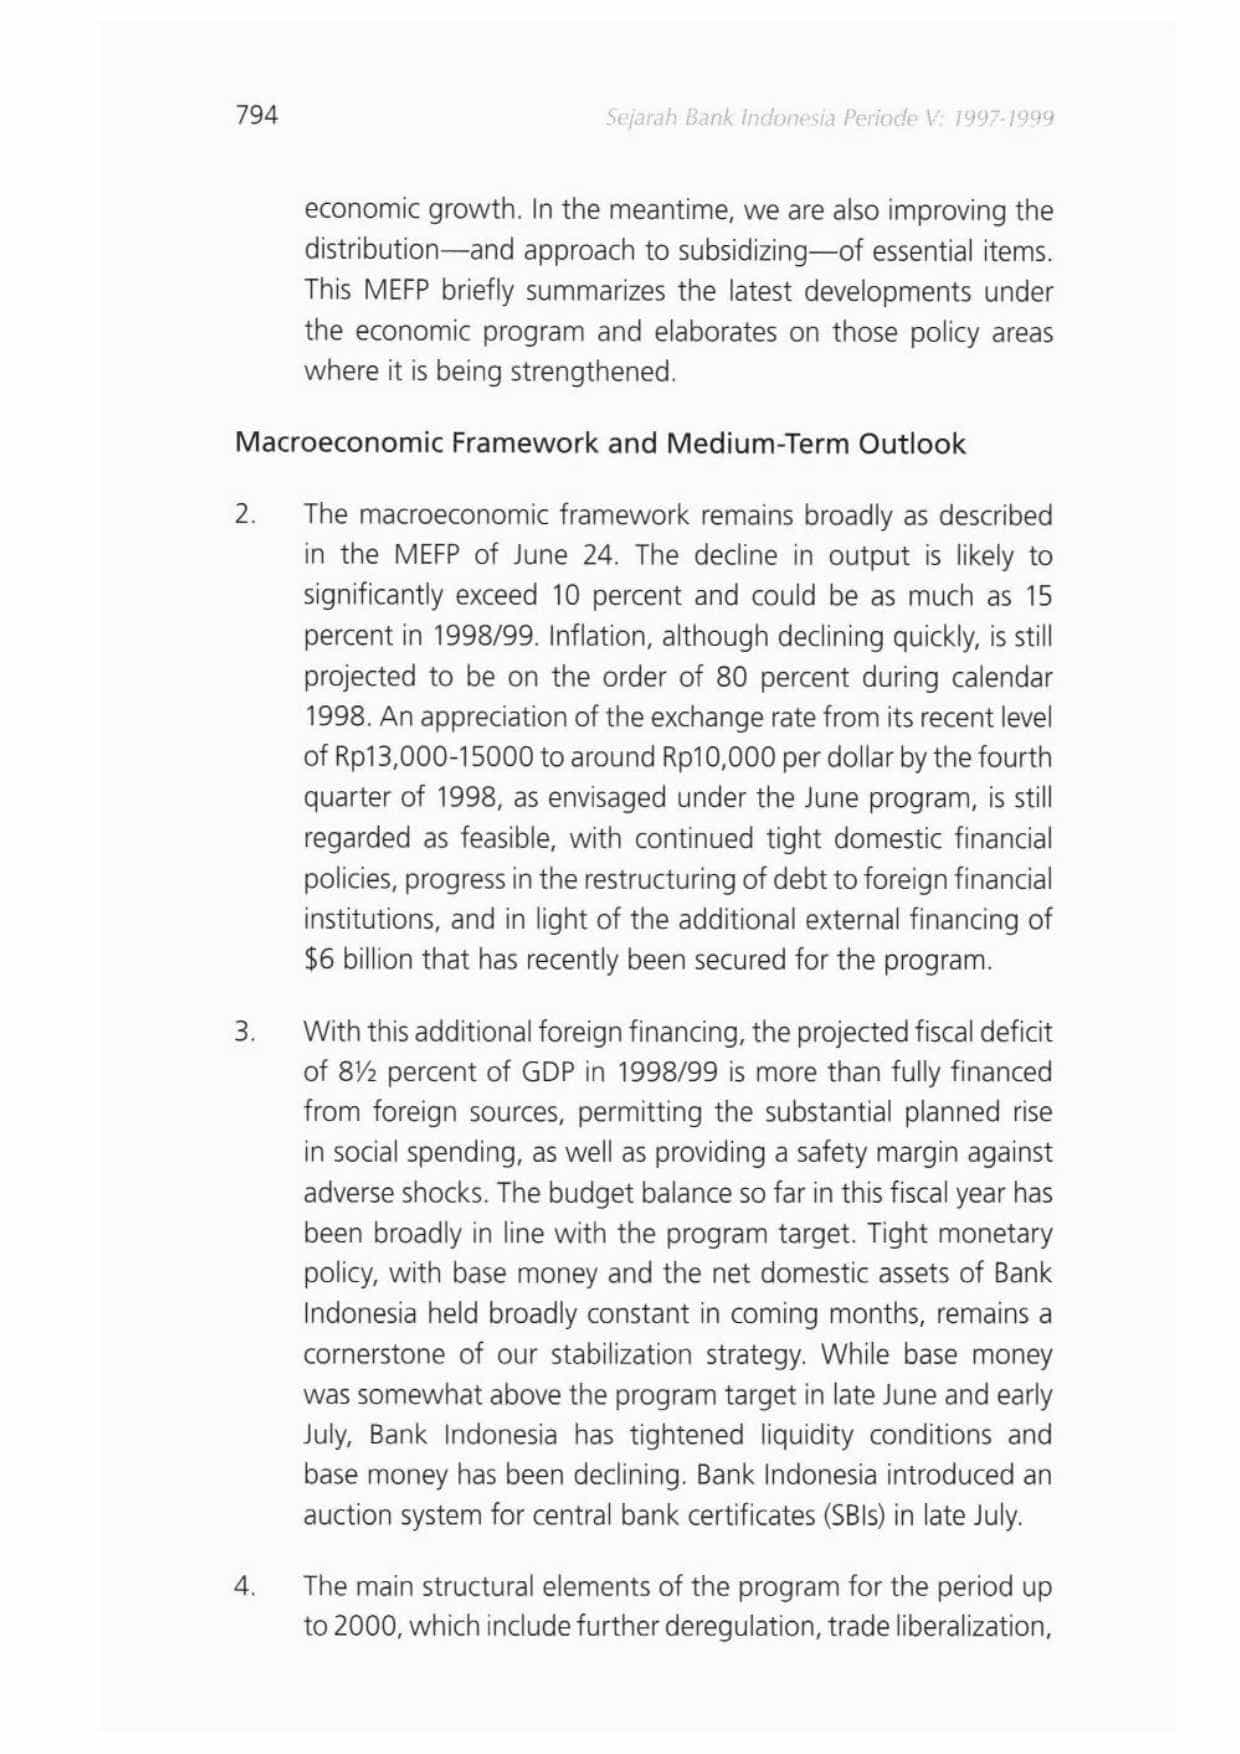 794
Sejarah Bank Indonesia Periode V: 1997-1999
economic growth. In the meantime, we are also improving the
distribution—and approach to subsidizing—of essential items.
This MEFP briefly summarizes the latest developments under
the economic program and elaborates on those policy areas
where it is being strengthened.
Macroeconomic Framework and Medium-Term Outlook
2. The macroeconomic framework remains broadly as described
in the MEFP of June 24. The decline in output is likely to
significantly exceed 10 percent and could be as much as 15
percent in 1998/99. Inflation, although declining quickly, is still
projected to be on the order of 80 percent during calendar
1998. An appreciation of the exchange rate from its recent level
of Rp13,000-15000 to around Rp10,000 per dollar by the fourth
quarter of 1998, as envisaged under the June program, is still
regarded as feasible, with continued tight domestic financial
policies, progress in the restructuring of debt to foreign financial
institutions, and in light of the additional external financing of
$6 billion that has recently been secured for the program.
3. With this additional foreign financing, the projected fiscal deficit
of 8½ percent of GDP in 1998/99 is more than fully financed
from foreign sources, permitting the substantial planned rise
in social spending, as well as providing a safety margin against
adverse shocks. The budget balance so far in this fiscal year has
been broadly in line with the program target. Tight monetary
policy, with base money and the net domestic assets of Bank
Indonesia held broadly constant in coming months, remains a
cornerstone of our stabilization strategy. While base money
was somewhat above the program target in late June and early
July, Bank Indonesia has tightened liquidity conditions and
base money has been declining. Bank Indonesia introduced an
auction system for central bank certificates (SBIs) in late July.
4. The main structural elements of the program for the period up
to 2000, which include further deregulation, trade liberalization,